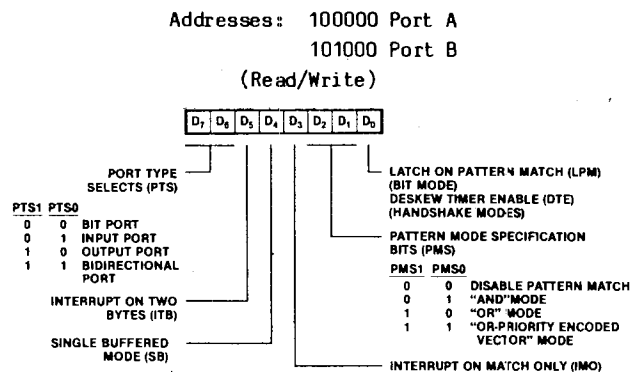 Addresses: 100000 Port A
101000 Port B
(Read/Write)
D7 D6 D5 D4 D3 D2 D1 D0
PORT TYPE
SELECTS (PTS)
PTS1 PTS0
0 0 BIT PORT
0 1 INPUT PORT
1 0 OUTPUT PORT
1 1 BIDIRECTIONAL
PORT
INTERRUPT ON TWO
BYTES (ITB)
SINGLE BUFFERED
MODE (SB)
LATCH ON PATTERN MATCH (LPM)
(BIT MODE)
DESKEW TIMER ENABLE (DTE)
(HANDSHAKE MODES)
PATTERN MODE SPECIFICATION
BITS (PMS)
PMS1 PMS0
0 0 DISABLE PATTERN MATCH
0 1 "AND" MODE
1 0 "OR" MODE
1 1 "OR-PRIORITY ENCODED
VECTOR" MODE
INTERRUPT ON MATCH ONLY (IMO)